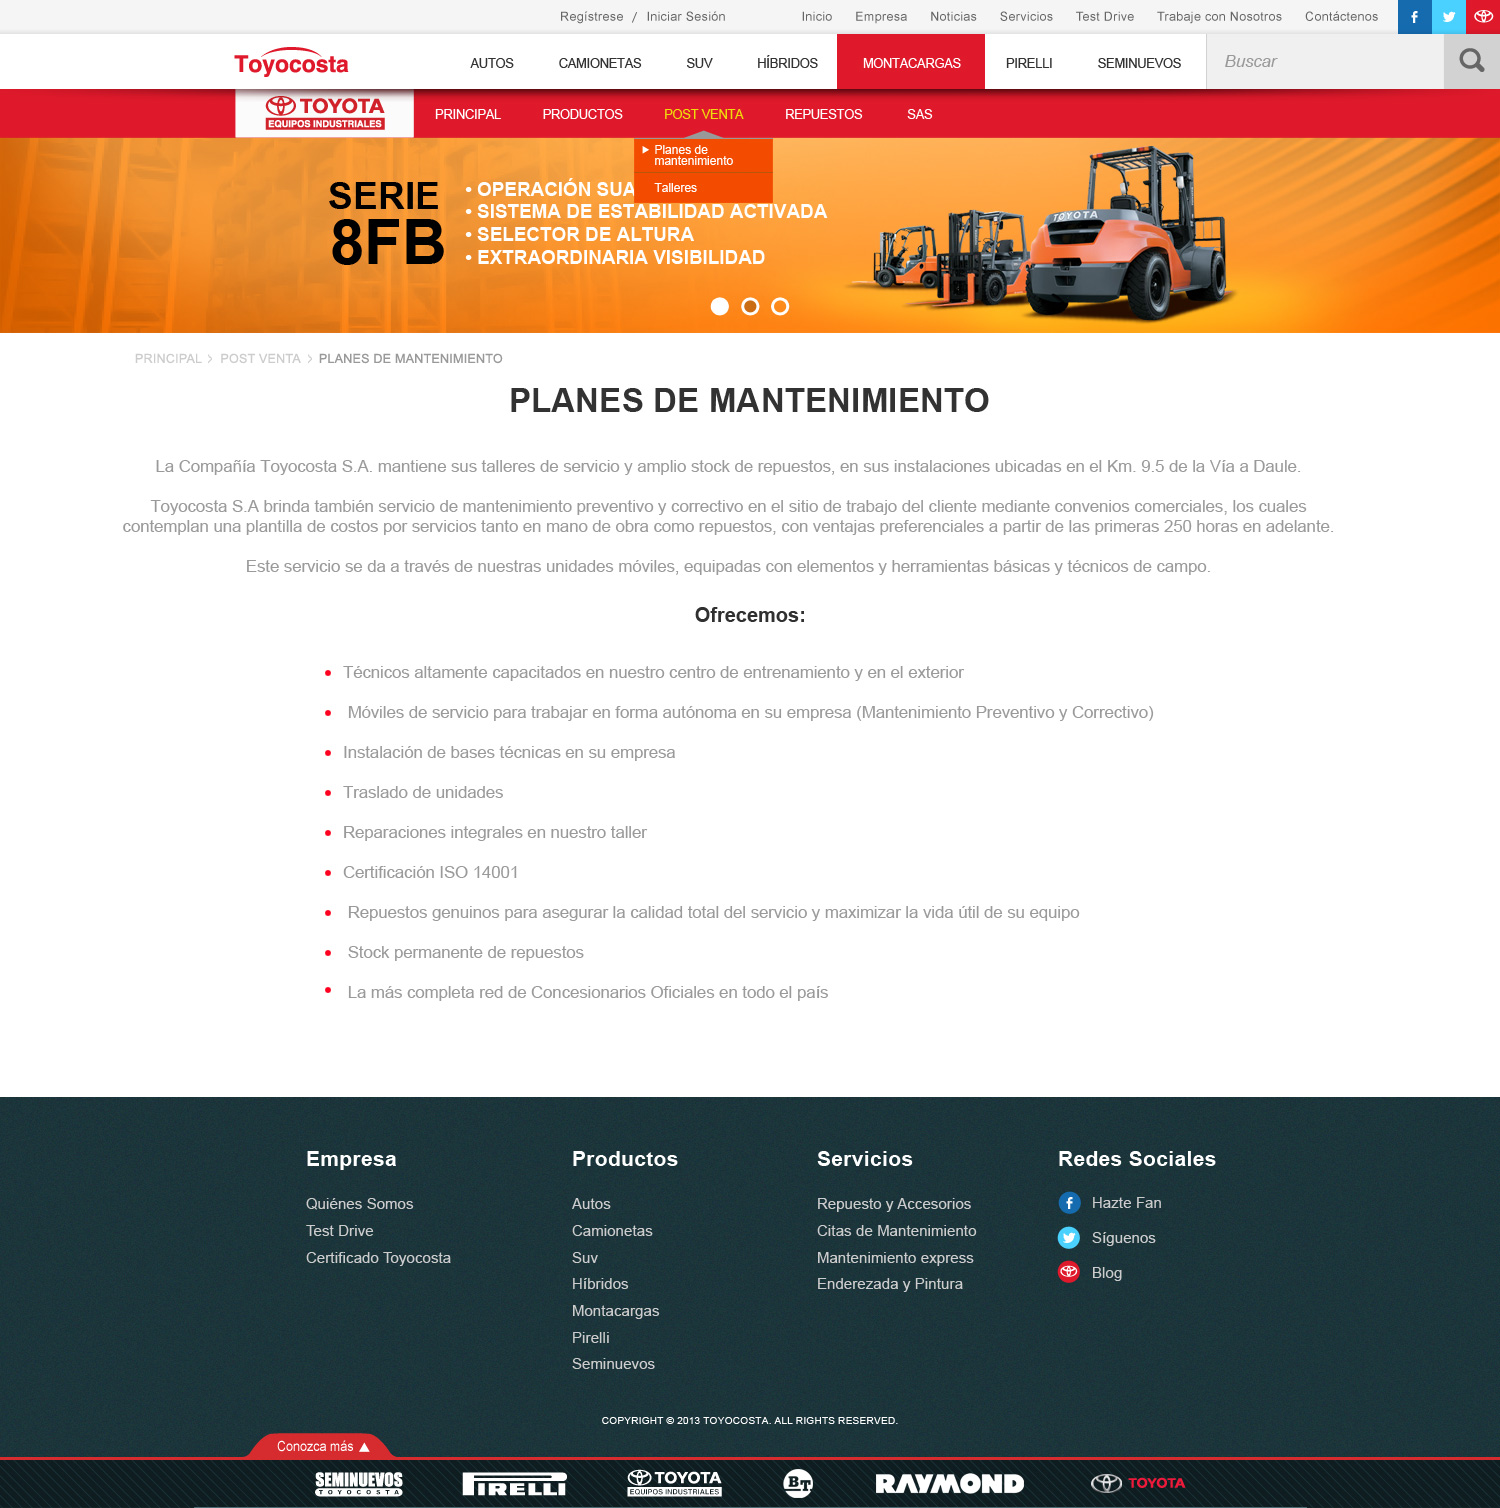 Regístrese / Iniciar Sesión
Inicio Empresa Noticias Servicios Test Drive Trabaje con Nosotros Contáctenos
Toyocosta
AUTOS CAMIONETAS SUV HÍBRIDOS MONTACARGAS PIRELLI SEMINUEVOS
Buscar
TOYOTA
EQUIPOS INDUSTRIALES
PRINCIPAL PRODUCTOS POST VENTA REPUESTOS SAS
Planes de
mantenimiento
Talleres
SERIE
8FB
• OPERACIÓN SUA
• SISTEMA DE ESTABILIDAD ACTIVADA
• SELECTOR DE ALTURA
• EXTRAORDINARIA VISIBILIDAD
TOYOTA
PRINCIPAL > POST VENTA > PLANES DE MANTENIMIENTO
PLANES DE MANTENIMIENTO
La Compañía Toyocosta S.A. mantiene sus talleres de servicio y amplio stock de repuestos, en sus instalaciones ubicadas en el Km. 9.5 de la Vía a Daule.
Toyocosta S.A brinda también servicio de mantenimiento preventivo y correctivo en el sitio de trabajo del cliente mediante convenios comerciales, los cuales
contemplan una plantilla de costos por servicios tanto en mano de obra como repuestos, con ventajas preferenciales a partir de las primeras 250 horas en adelante.
Este servicio se da a través de nuestras unidades móviles, equipadas con elementos y herramientas básicas y técnicos de campo.
Ofrecemos:
• Técnicos altamente capacitados en nuestro centro de entrenamiento y en el exterior
• Móviles de servicio para trabajar en forma autónoma en su empresa (Mantenimiento Preventivo y Correctivo)
• Instalación de bases técnicas en su empresa
• Traslado de unidades
• Reparaciones integrales en nuestro taller
• Certificación ISO 14001
• Repuestos genuinos para asegurar la calidad total del servicio y maximizar la vida útil de su equipo
• Stock permanente de repuestos
• La más completa red de Concesionarios Oficiales en todo el país
Empresa
Quiénes Somos
Test Drive
Certificado Toyocosta
Productos
Autos
Camionetas
Suv
Híbridos
Montacargas
Pirelli
Seminuevos
Servicios
Repuesto y Accesorios
Citas de Mantenimiento
Mantenimiento express
Enderezada y Pintura
Redes Sociales
Hazte Fan
Síguenos
Blog
COPYRIGHT © 2013 TOYOCOSTA. ALL RIGHTS RESERVED.
Conozca más
SEMINUEVOS
TOYOCOSTA
PIRELLI
TOYOTA
EQUIPOS INDUSTRIALES
BT
RAYMOND
TOYOTA